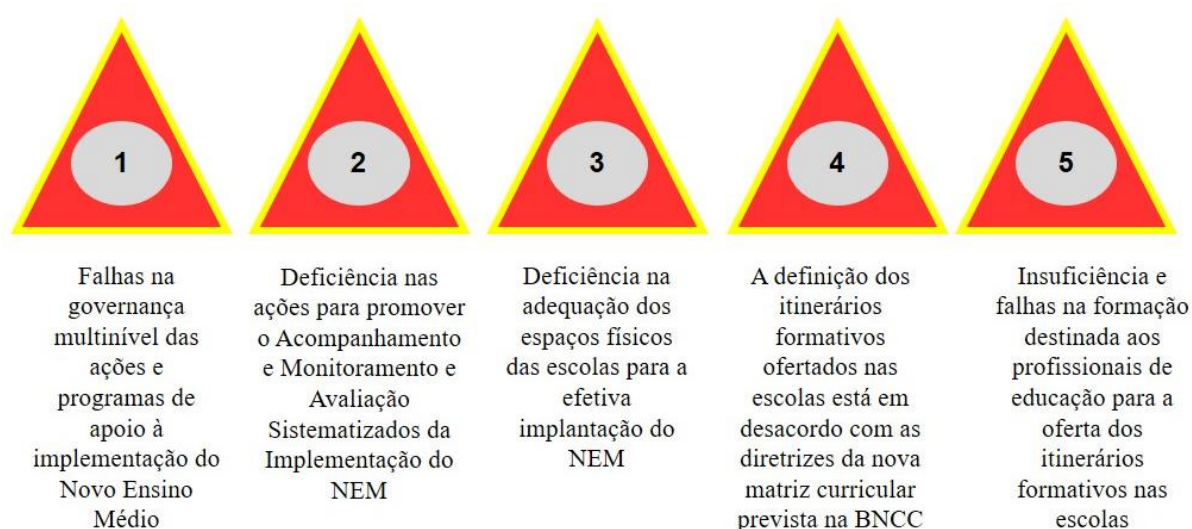 1
2
3
4
5
Falhas na
governança
multinível das
ações e
programas de
apoio à
implementação do
Novo Ensino
Médio
Deficiência nas
ações para promover
o Acompanhamento
e Monitoramento e
Avaliação
Sistematizados da
Implementação do
NEM
Deficiência na
adequação dos
espaços físicos
das escolas para a
efetiva
implantação do
NEM
A definição dos
itinerários
formativos
ofertados nas
escolas está em
desacordo com as
diretrizes da nova
matriz curricular
prevista na BNCC
Insuficiência e
falhas na formação
destinada aos
profissionais de
educação para a
oferta dos
itinerários
formativos nas
escolas